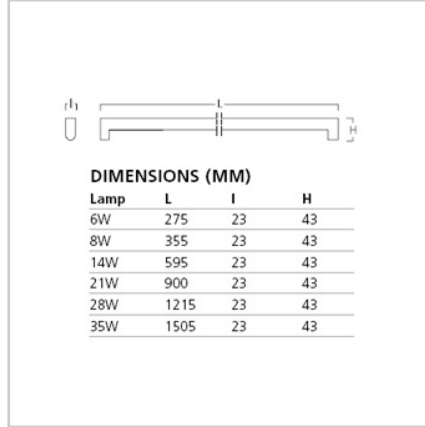 I L
H
DIMENSIONS (MM)
Lamp L I H
6W 275 23 43
8W 355 23 43
14W 595 23 43
21W 900 23 43
28W 1215 23 43
35W 1505 23 43